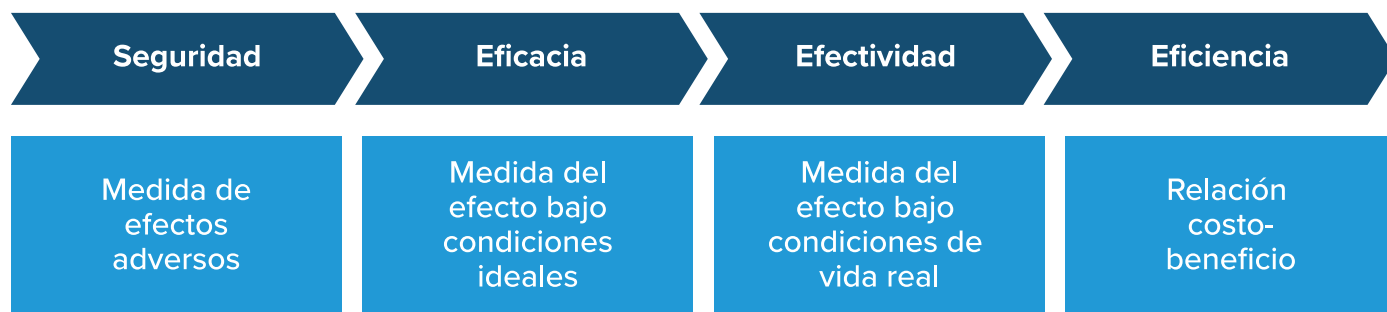 Seguridad
Eficacia
Efectividad
Eficiencia
Medida de
efectos
adversos
Medida del
efecto bajo
condiciones
ideales
Medida del
efecto bajo
condiciones de
vida real
Relación
costo-
beneficio